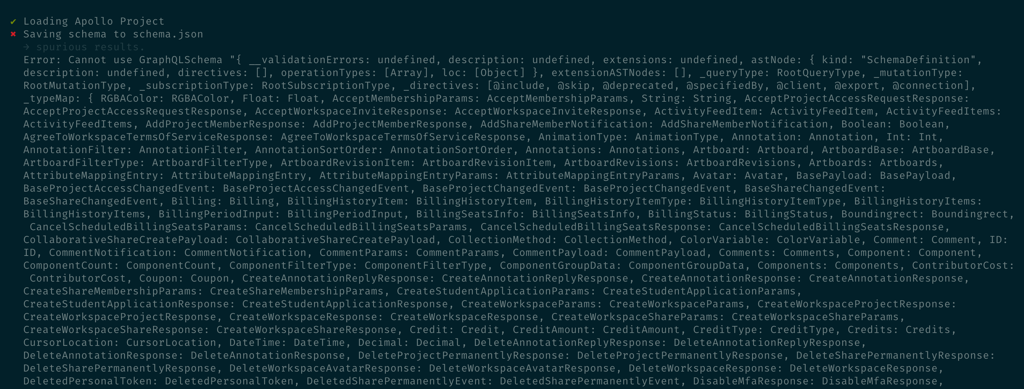 ✔ Loading Apollo Project
✖ Saving schema to schema.json
→ spurious results.
Error: Cannot use GraphQLSchema "{ __validationErrors: undefined, description: undefined, extensions: undefined, astNode: { kind: "SchemaDefinition",
description: undefined, directives: [], operationTypes: [Array], loc: [Object] }, extensionASTNodes: [], _queryType: RootQueryType, _mutationType:
RootMutationType, _subscriptionType: RootSubscriptionType, _directives: [@include, @skip, @deprecated, @specifiedBy, @client, @export, @connection],
_typeMap: { RGBAColor: RGBAColor, Float: Float, AcceptMembershipParams: AcceptMembershipParams, String: String, AcceptProjectAccessRequestResponse:
AcceptProjectAccessRequestResponse, AcceptWorkspaceInviteResponse: AcceptWorkspaceInviteResponse, ActivityFeedItem: ActivityFeedItem, ActivityFeedItems:
ActivityFeedItems, AddProjectMemberResponse: AddProjectMemberResponse, AddShareMemberNotification: AddShareMemberNotification, Boolean: Boolean,
AgreeToWorkspaceTermsOfServiceResponse: AgreeToWorkspaceTermsOfServiceResponse, AnimationType: AnimationType, Annotation: Annotation, Int: Int,
AnnotationFilter: AnnotationFilter, AnnotationSortOrder: AnnotationSortOrder, Annotations: Annotations, Artboard: Artboard, ArtboardBase: ArtboardBase,
ArtboardFilterType: ArtboardFilterType, ArtboardRevisionItem: ArtboardRevisionItem, ArtboardRevisions: ArtboardRevisions, Artboards: Artboards,
AttributeMappingEntry: AttributeMappingEntry, AttributeMappingEntryParams: AttributeMappingEntryParams, Avatar: Avatar, BasePayload: BasePayload,
BaseProjectAccessChangedEvent: BaseProjectAccessChangedEvent, BaseProjectChangedEvent: BaseProjectChangedEvent, BaseShareChangedEvent:
BaseShareChangedEvent, Billing: Billing, BillingHistoryItem: BillingHistoryItem, BillingHistoryItemType: BillingHistoryItemType, BillingHistoryItems:
BillingHistoryItems, BillingPeriodInput: BillingPeriodInput, BillingSeatsInfo: BillingSeatsInfo, BillingStatus: BillingStatus, Boundingrect: Boundingrect,
CancelScheduledBillingSeatsParams: CancelScheduledBillingSeatsParams, CancelScheduledBillingSeatsResponse: CancelScheduledBillingSeatsResponse,
CollaborativeShareCreatePayload: CollaborativeShareCreatePayload, CollectionMethod: CollectionMethod, ColorVariable: ColorVariable, Comment: Comment, ID:
ID, CommentNotification: CommentNotification, CommentParams: CommentParams, CommentPayload: CommentPayload, Comments: Comments, Component: Component,
ComponentCount: ComponentCount, ComponentFilterType: ComponentFilterType, ComponentGroupData: ComponentGroupData, Components: Components, ContributorCost:
ContributorCost, Coupon: Coupon, CreateAnnotationReplyResponse: CreateAnnotationReplyResponse, CreateAnnotationResponse: CreateAnnotationResponse,
CreateShareMembershipParams: CreateShareMembershipParams, CreateStudentApplicationParams: CreateStudentApplicationParams,
CreateStudentApplicationResponse: CreateStudentApplicationResponse, CreateWorkspaceParams: CreateWorkspaceParams, CreateWorkspaceProjectResponse:
CreateWorkspaceProjectResponse, CreateWorkspaceResponse: CreateWorkspaceResponse, CreateWorkspaceShareParams: CreateWorkspaceShareParams,
CreateWorkspaceShareResponse: CreateWorkspaceShareResponse, Credit: Credit, CreditAmount: CreditAmount, CreditType: CreditType, Credits: Credits,
CursorLocation: CursorLocation, DateTime: DateTime, Decimal: Decimal, DeleteAnnotationReplyResponse: DeleteAnnotationReplyResponse,
DeleteAnnotationResponse: DeleteAnnotationResponse, DeleteProjectPermanentlyResponse: DeleteProjectPermanentlyResponse, DeleteSharePermanentlyResponse:
DeleteSharePermanentlyResponse, DeleteWorkspaceAvatarResponse: DeleteWorkspaceAvatarResponse, DeleteWorkspaceResponse: DeleteWorkspaceResponse,
DeletedPersonalToken: DeletedPersonalToken, DeletedSharePermanentlyEvent: DeletedSharePermanentlyEvent, DisableMfaResponse: DisableMfaResponse,